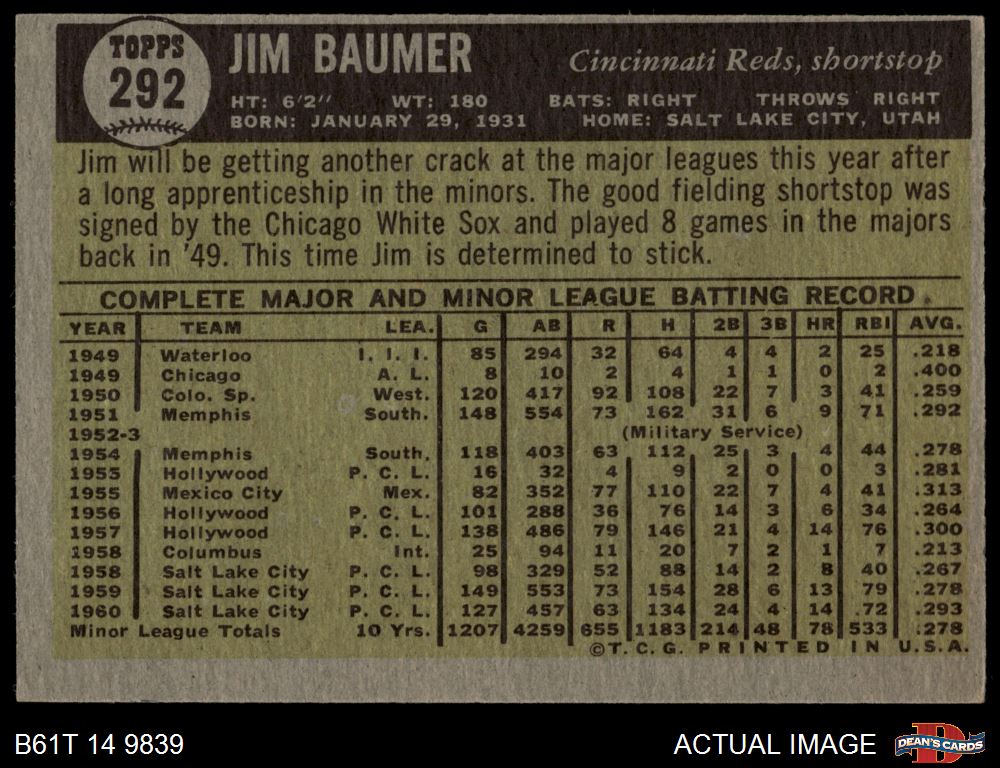 TOPPS
292
JIM BAUMER
Cincinnati Reds, shortstop
HT: 6'2" WT: 180 BATS: RIGHT THROWS RIGHT
BORN: JANUARY 29, 1931 HOME: SALT LAKE CITY, UTAH
Jim will be getting another crack at the major leagues this year after
a long apprenticeship in the minors. The good fielding shortstop was
signed by the Chicago White Sox and played 8 games in the majors
back in '49. This time Jim is determined to stick.
COMPLETE MAJOR AND MINOR LEAGUE BATTING RECORD
YEAR TEAM LEA. G AB R H 2B 3B HR RBI AVG.
1949 Waterloo I. I. I. 85 294 32 64 4 4 2 25 .218
1949 Chicago A. L. 8 10 2 4 1 1 0 2 .400
1950 Colo. Sp. West. 120 417 92 108 22 7 3 41 .259
1951 Memphis South. 148 554 73 162 31 6 9 71 .292
1952-3 (Military Service)
1954 Memphis South. 118 403 63 112 25 3 4 44 .278
1955 Hollywood P. C. L. 16 32 4 9 2 0 0 3 .281
1955 Mexico City Mex. 82 352 77 110 22 7 4 41 .313
1956 Hollywood P. C. L. 101 288 36 76 14 3 6 34 .264
1957 Hollywood P. C. L. 138 486 79 146 21 4 14 76 .300
1958 Columbus Int. 25 94 11 20 7 2 1 7 .213
1958 Salt Lake City P. C. L. 98 329 52 88 14 2 8 40 .267
1959 Salt Lake City P. C. L. 149 553 73 154 28 6 13 79 .278
1960 Salt Lake City P. C. L. 127 457 63 134 24 4 14 72 .293
Minor League Totals 10 Yrs. 1207 4259 655 1183 214 48 78 533 .278
©T. C. G. PRINTED IN U.S.A.
B61T 14 9839
ACTUAL IMAGE
DEAN'S CARDS